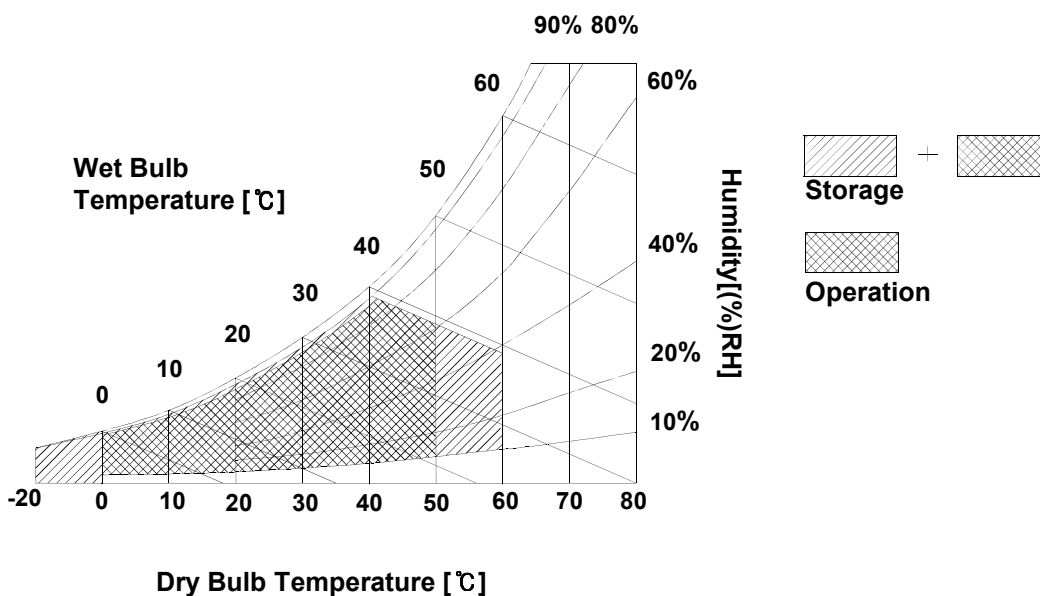 90% 80%
60
60%
Wet Bulb
Temperature [℃]
50
Storage
40
40%
Humidity[(%)RH]
30
Operation
20
20%
10
0
10%
-20 0 10 20 30 40 50 60 70 80
Dry Bulb Temperature [℃]